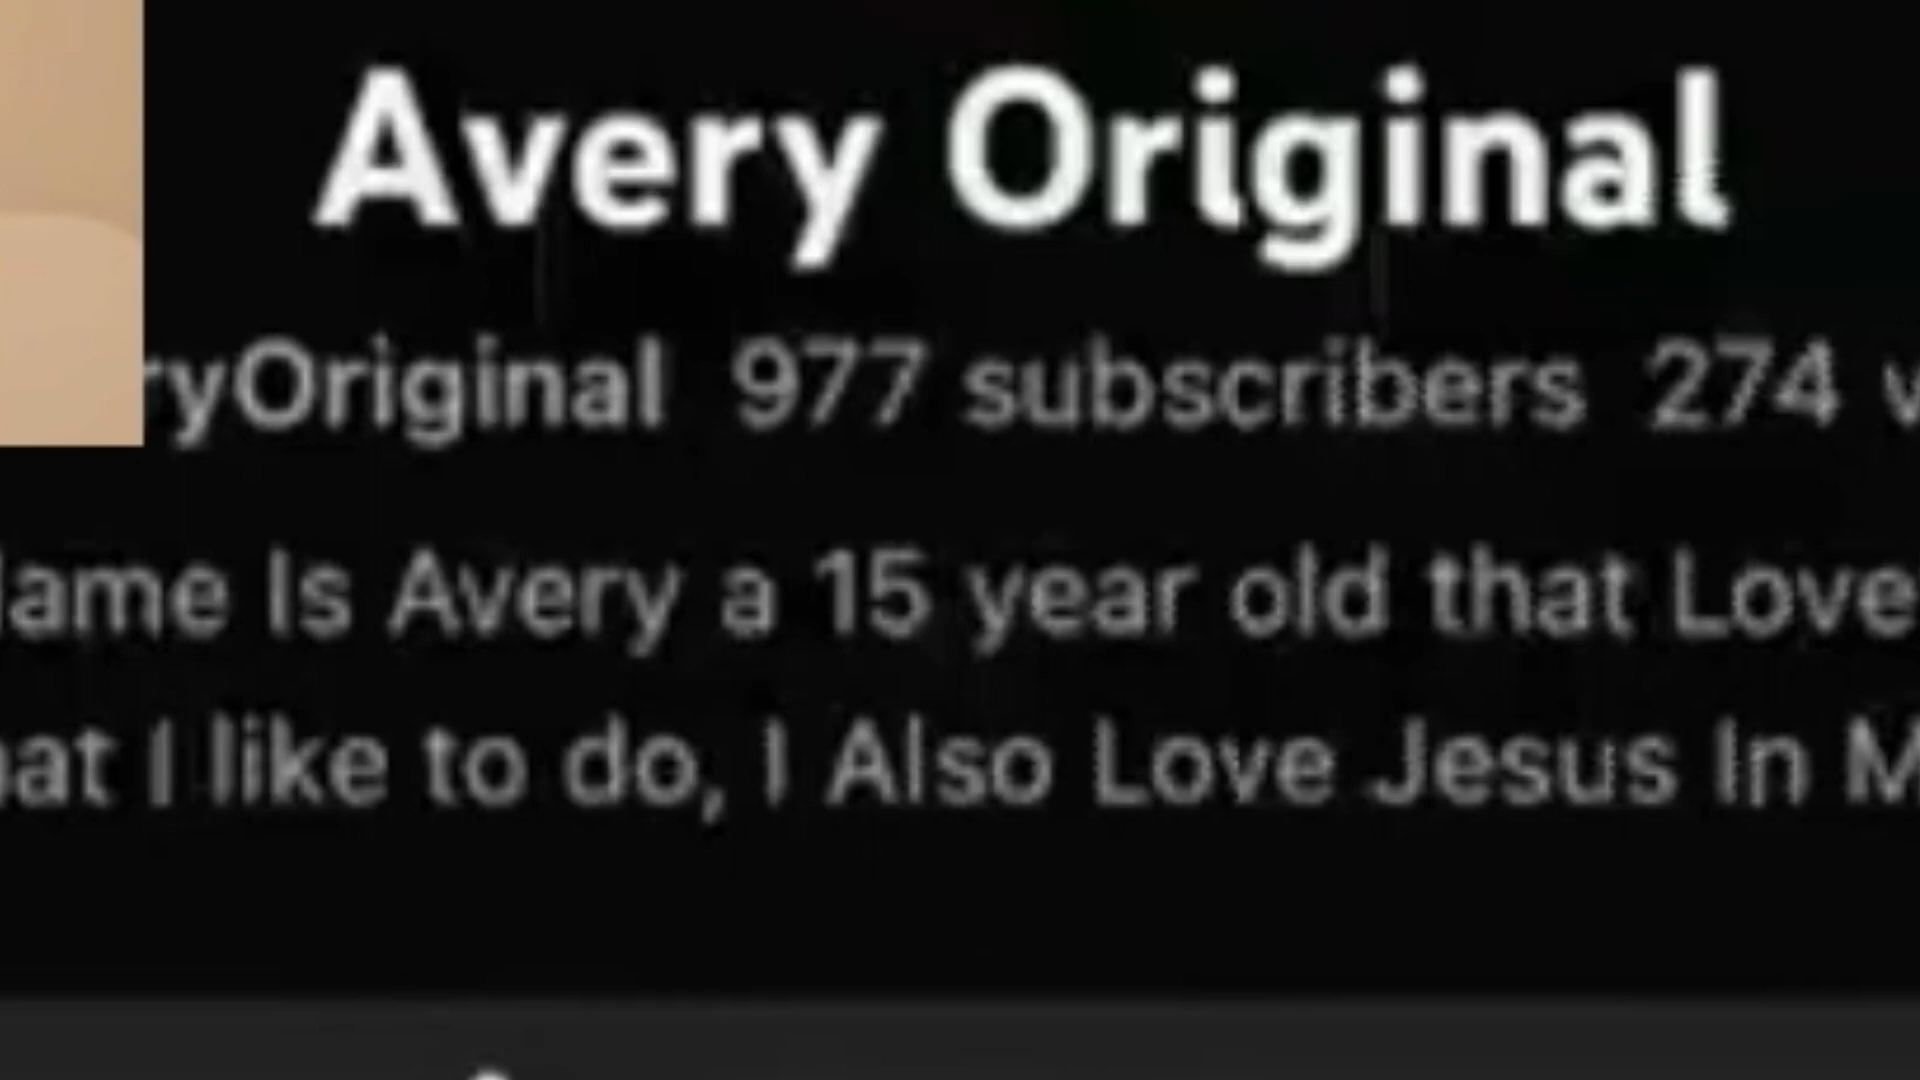 Avery Original
ryOriginal 977 subscribers 274
ame Is Avery a 15 year old that Love
at I like to do, I Also Love Jesus In M